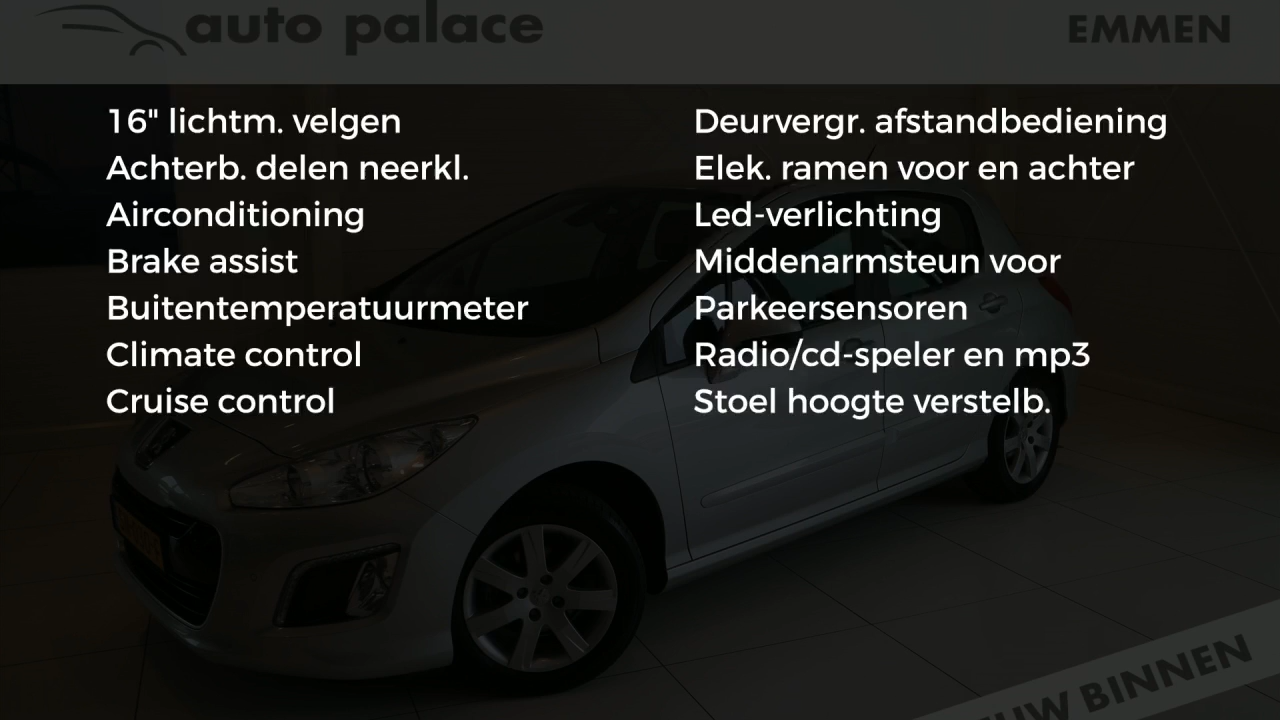 auto palace
EMMEN
16" lichtm. velgen
Achterb. delen neerkl.
Airconditioning
Brake assist
Buitentemperatuurmeter
Climate control
Cruise control
Deurvergr. afstandbediening
Elek. ramen voor en achter
Led-verlichting
Middenarmsteun voor
Parkeersensoren
Radio/cd-speler en mp3
Stoel hoogte verstelb.
BINNEN